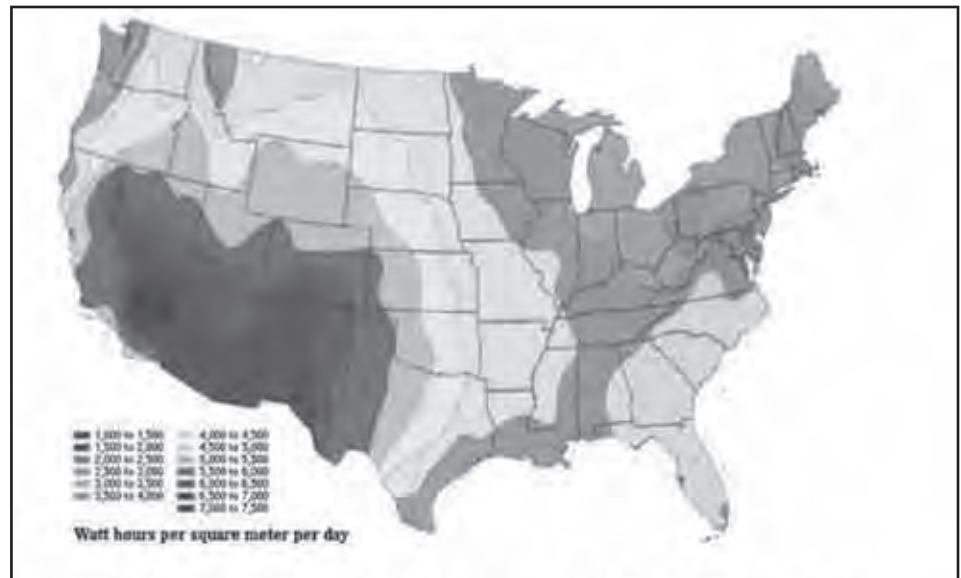 1,000 to 1,500
1,500 to 2,000
2,000 to 2,500
2,500 to 3,000
3,000 to 3,500
3,500 to 4,000
4,000 to 4,500
4,500 to 5,000
5,000 to 5,500
5,500 to 6,000
6,000 to 6,500
6,500 to 7,000
7,000 to 7,500
Watt hours per square meter per day